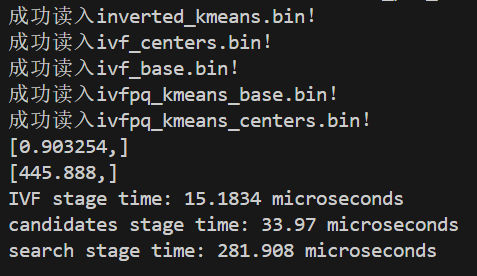 成功读入inverted_kmeans.bin!
成功读入ivf_centers.bin!
成功读入ivf_base.bin!
成功读入ivfpq_kmeans_base.bin!
成功读入ivfpq_kmeans_centers.bin!
[0.903254,]
[445.888,]
IVF stage time: 15.1834 microseconds
candidates stage time: 33.97 microseconds
search stage time: 281.908 microseconds